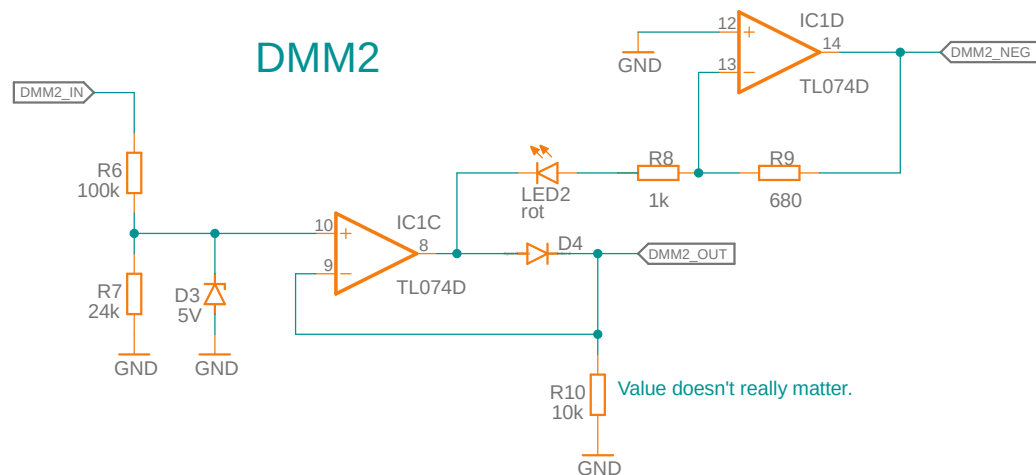 DMM2
DMM2_IN
R6
100k
R7
24k
GND
D3
5V
GND
10
+
9
−
IC1C
8
TL074D
LED2
rot
D4
DMM2_OUT
R8
1k
R9
680
GND
12
+
13
−
IC1D
14
TL074D
DMM2_NEG
R10
10k
GND
Value doesn't really matter.